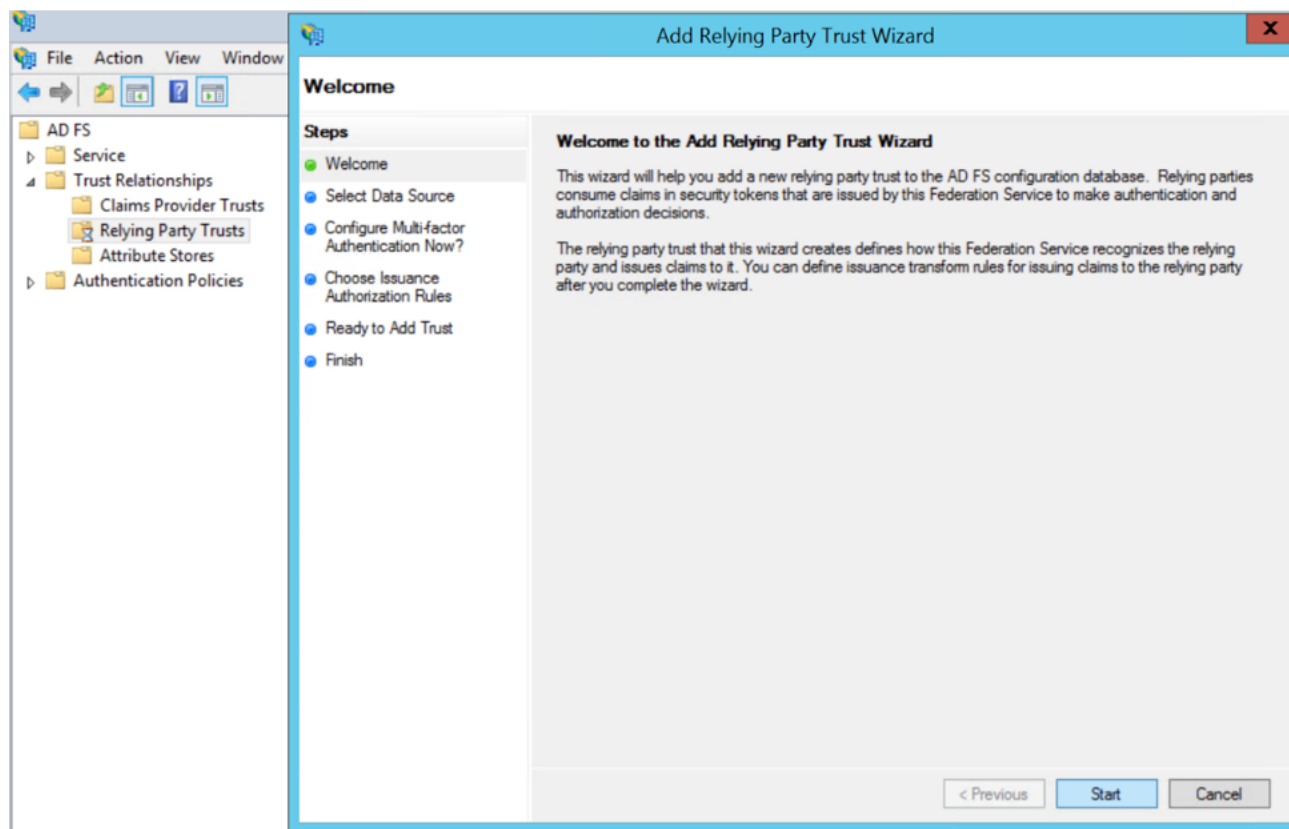 File Action View Window
AD FS
Service
Trust Relationships
Claims Provider Trusts
Relying Party Trusts
Attribute Stores
Authentication Policies
Add Relying Party Trust Wizard
X
Welcome
Steps
Welcome
Select Data Source
Configure Multi-factor
Authentication Now?
Choose Issuance
Authorization Rules
Ready to Add Trust
Finish
Welcome to the Add Relying Party Trust Wizard
This wizard will help you add a new relying party trust to the AD FS configuration database. Relying parties
consume claims in security tokens that are issued by this Federation Service to make authentication and
authorization decisions.
The relying party trust that this wizard creates defines how this Federation Service recognizes the relying
party and issues claims to it. You can define issuance transform rules for issuing claims to the relying party
after you complete the wizard.
< Previous Start Cancel